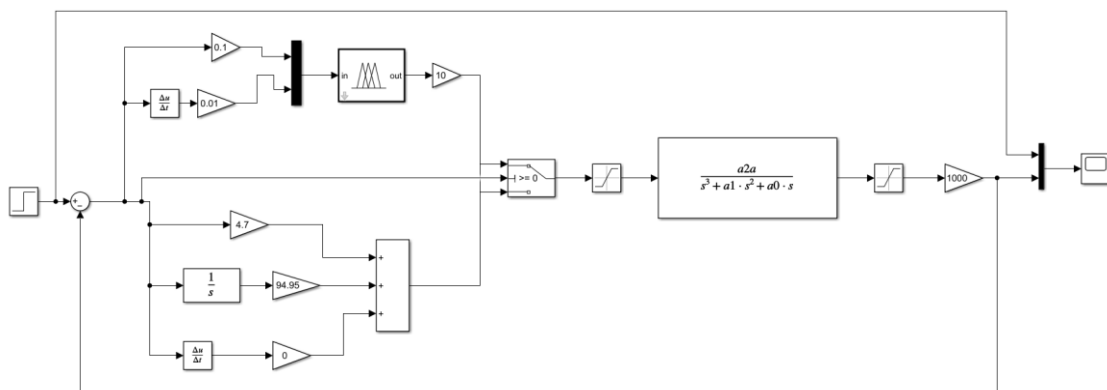 0.1
in
out
10
Δu
Δt
0.01
>= 0
a2a
s³ + a1 · s² + a0 · s
1000
+
−
4.7
+
1
s
94.95
+
Δu
Δt
0
+